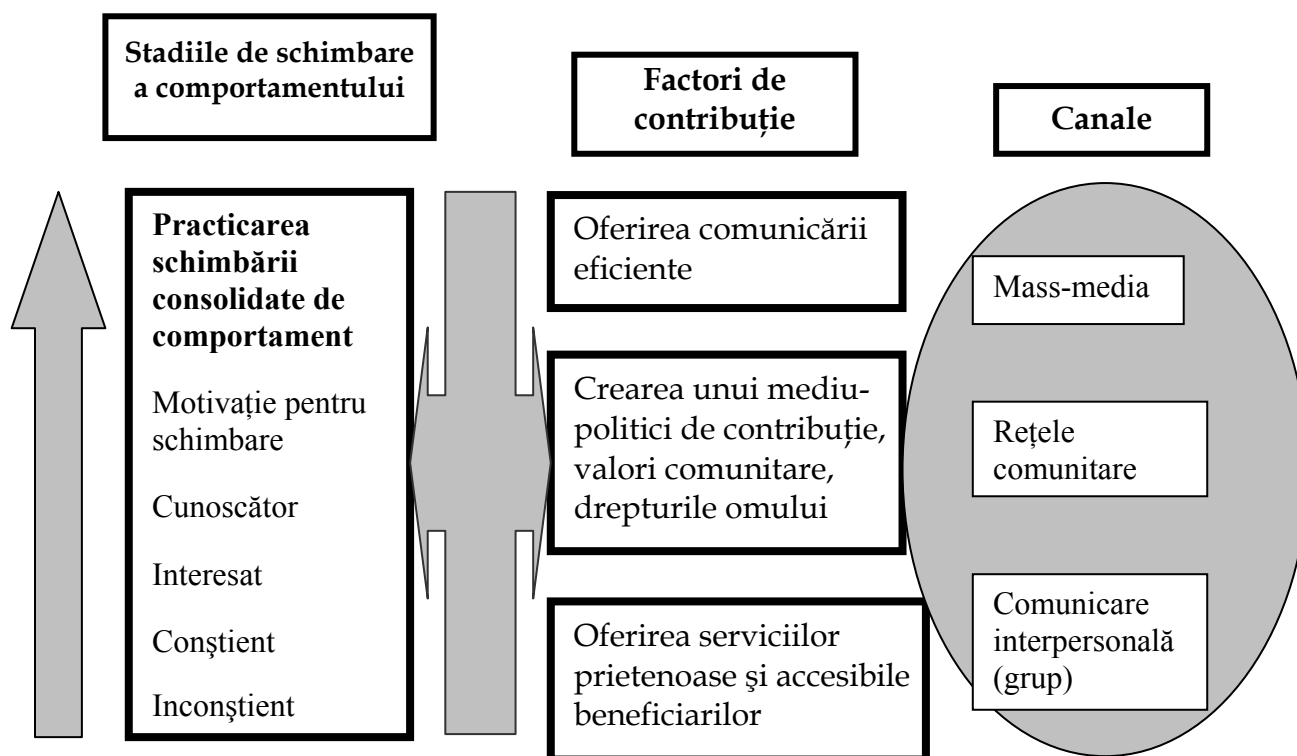 Stadiile de schimbare
a comportamentului
Factori de
contribuție
Canale
Practicarea
schimbării
consolidate de
comportament
Motivație pentru
schimbare
Cunoscător
Interesat
Conştient
Inconştient
Oferirea comunicării
eficiente
Crearea unui mediu-
politici de contribuție,
valori comunitare,
drepturile omului
Oferirea serviciilor
prietenoase şi accesibile
beneficiarilor
Mass-media
Rețele
comunitare
Comunicare
interpersonală
(grup)